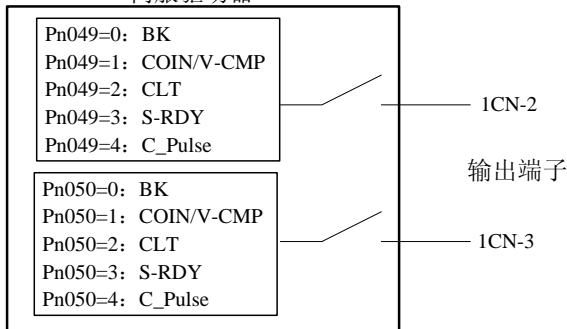 Pn049=0：BK
Pn049=1：COIN/V-CMP
Pn049=2：CLT
Pn049=3：S-RDY
Pn049=4：C_Pulse
1CN-2
输出端子
Pn050=0：BK
Pn050=1：COIN/V-CMP
Pn050=2：CLT
Pn050=3：S-RDY
Pn050=4：C_Pulse
1CN-3